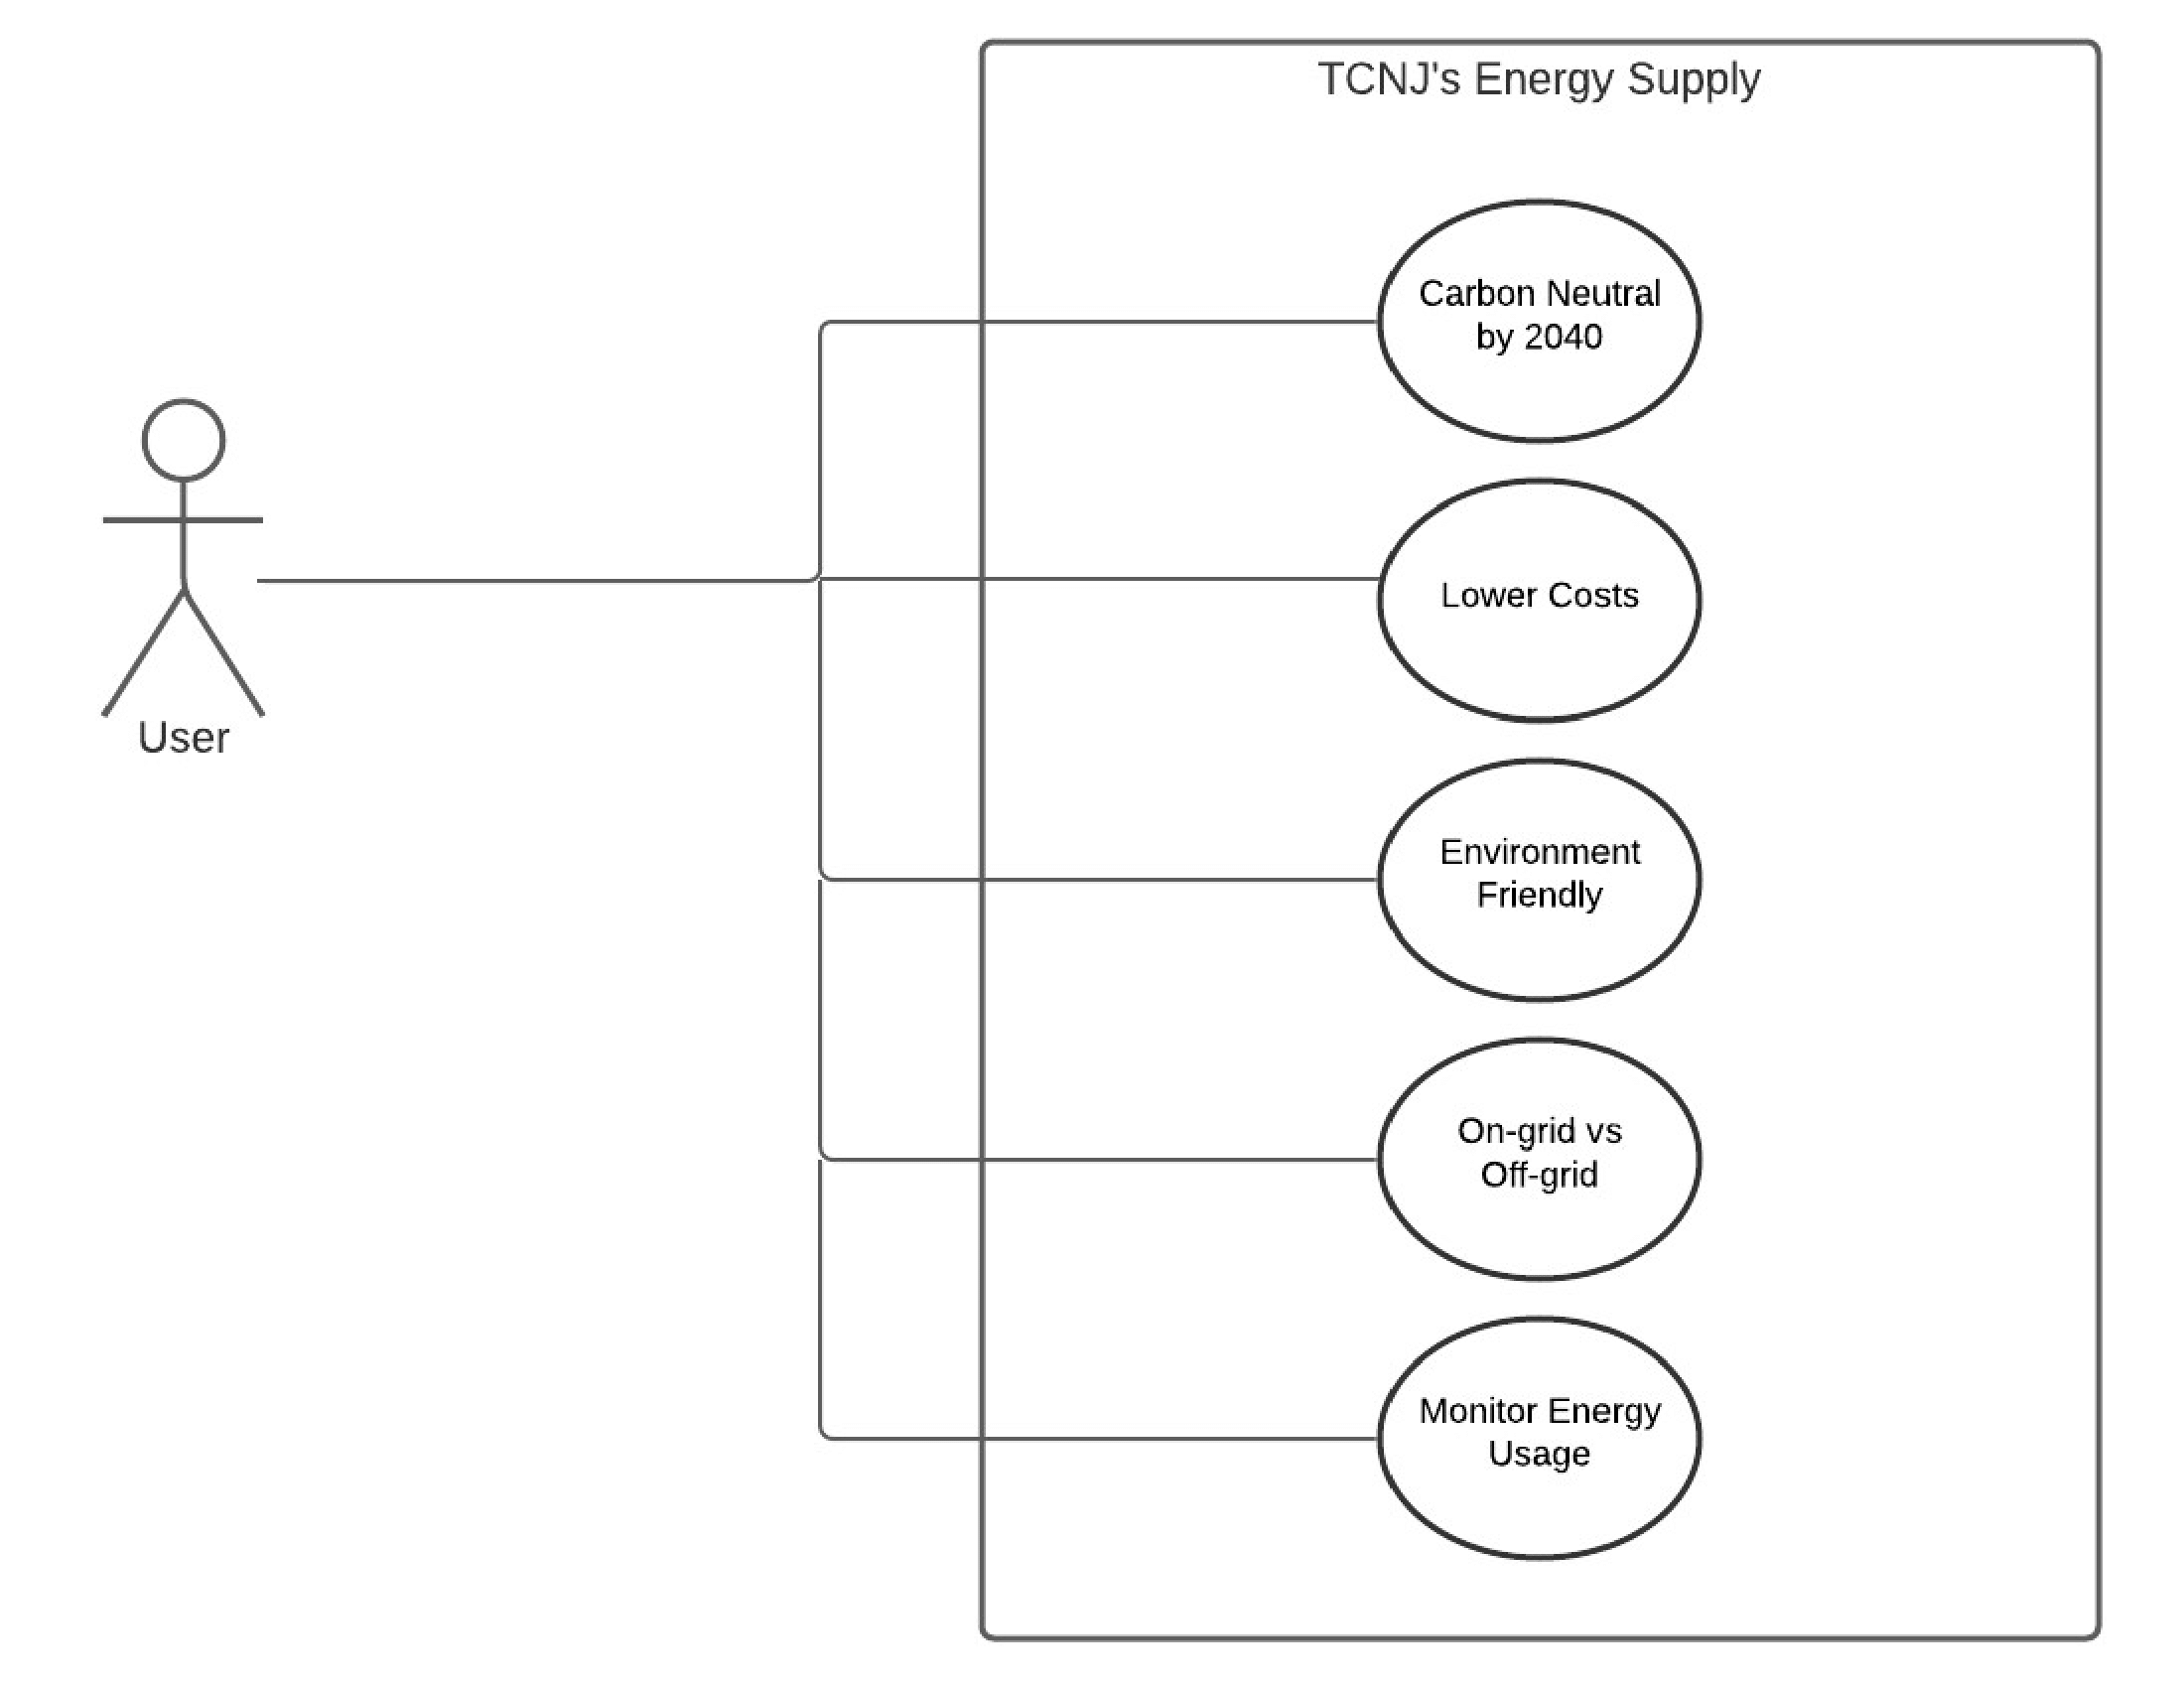 TCNJ's Energy Supply
Carbon Neutral
by 2040
Lower Costs
User
Environment
Friendly
On-grid vs
Off-grid
Monitor Energy
Usage